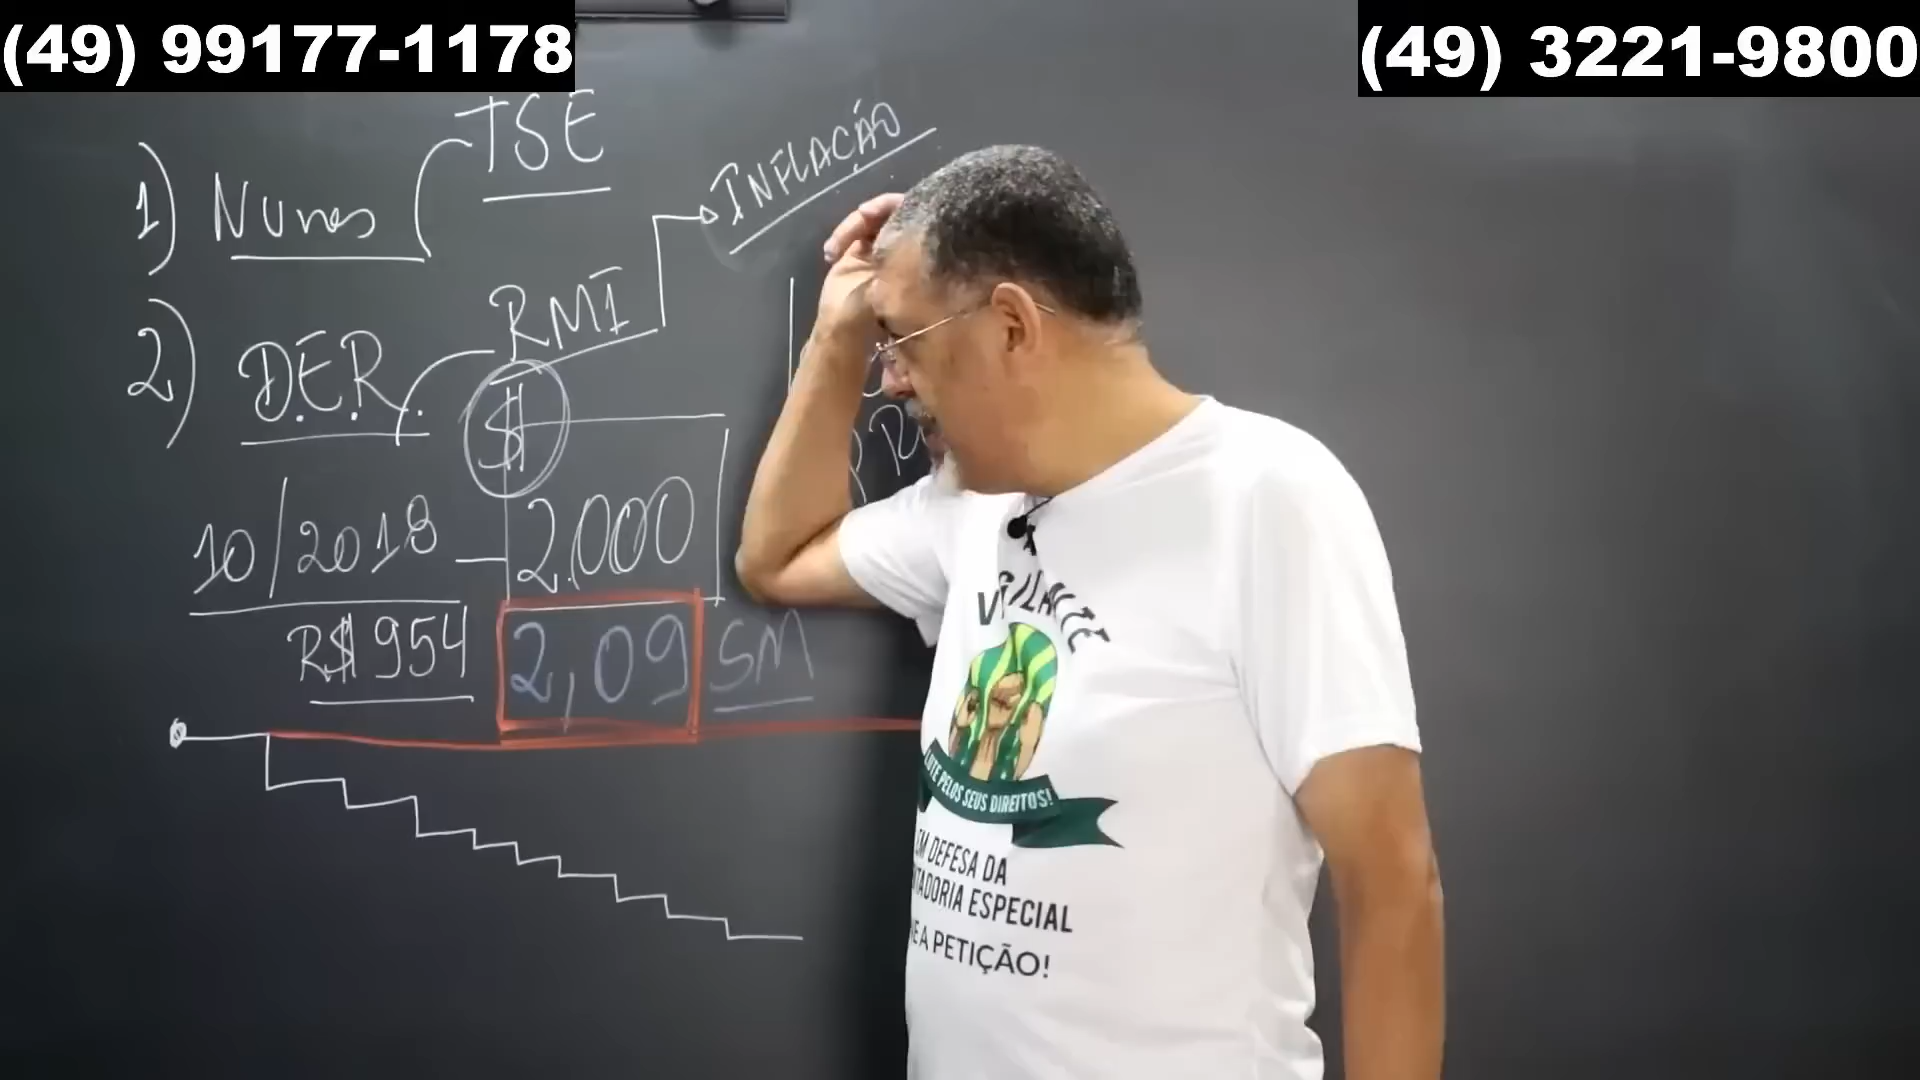 (49) 99177-1178
(49) 3221-9800
TSE
1) Nunes
INFLAÇÃO
RMI
2) D.E.R.
$
10/2018
2.000
R$ 954
2,09 SM
LUTE PELOS SEUS DIREITOS!
EM DEFESA DA
ESPECIAL
PETIÇÃO!